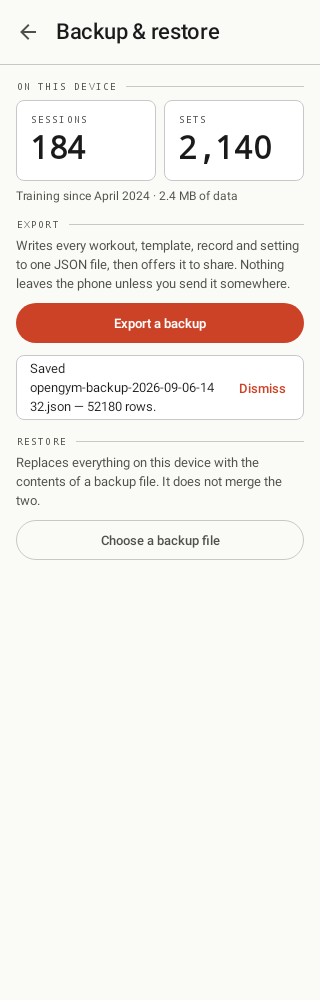 Backup & restore
ON THIS DEVICE
SESSIONS
184
SETS
2,140
Training since April 2024 · 2.4 MB of data
EXPORT
Writes every workout, template, record and setting
to one JSON file, then offers it to share. Nothing
leaves the phone unless you send it somewhere.
Export a backup
Saved
opengym-backup-2026-09-06-14
32.json — 52180 rows.
Dismiss
RESTORE
Replaces everything on this device with the
contents of a backup file. It does not merge the
two.
Choose a backup file